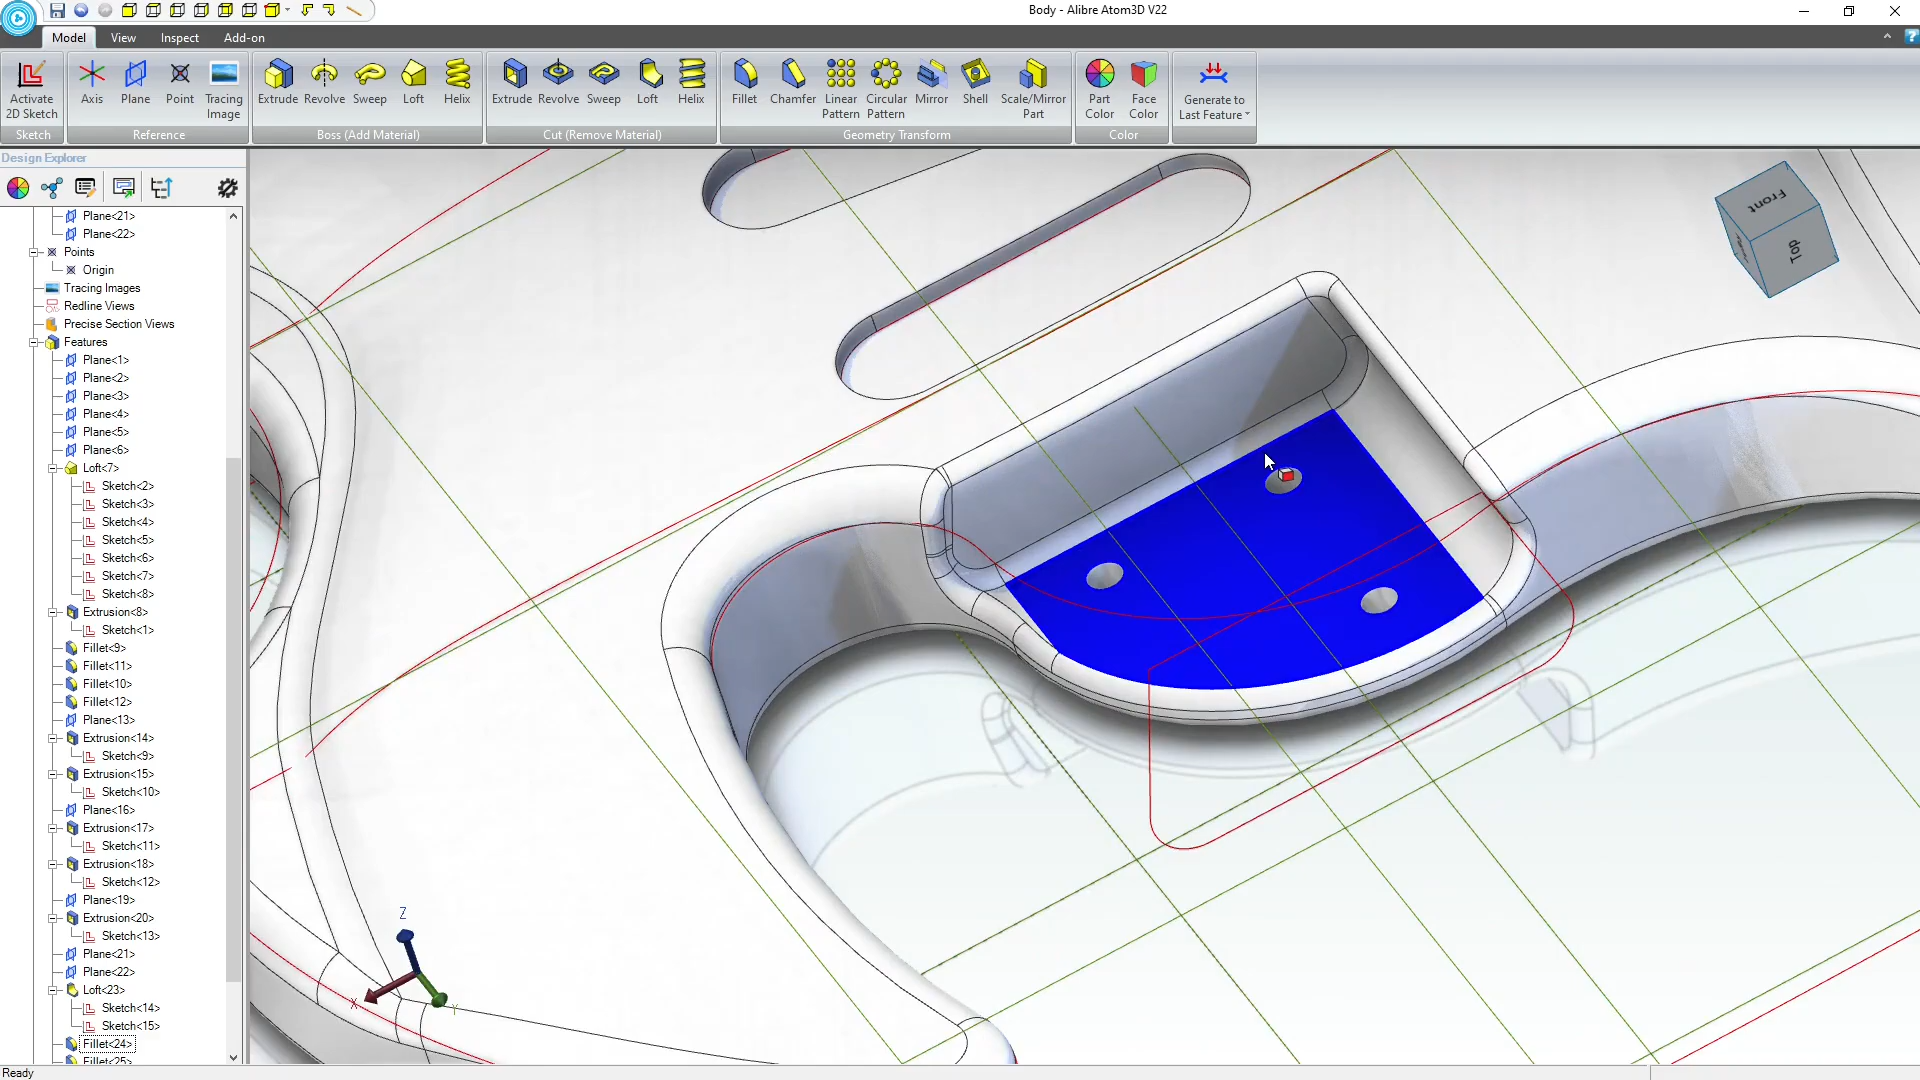 Body - Alibre Atom3D V22
Model View Inspect Add-on
Activate 2D Sketch
Axis Plane Point Tracing Image
Extrude Revolve Sweep Loft Helix
Extrude Revolve Sweep Loft Helix
Fillet Chamfer Linear Pattern Circular Pattern Mirror Shell Scale/Mirror Part
Part Color Face Color
Generate to Last Feature
Sketch Reference Boss (Add Material) Cut (Remove Material) Geometry Transform Color
Design Explorer
Plane<21>
Plane<22>
Points
Origin
Tracing Images
Redline Views
Precise Section Views
Features
Plane<1>
Plane<2>
Plane<3>
Plane<4>
Plane<5>
Plane<6>
Loft<7>
Sketch<2>
Sketch<3>
Sketch<4>
Sketch<5>
Sketch<6>
Sketch<7>
Sketch<8>
Extrusion<8>
Sketch<1>
Fillet<9>
Fillet<11>
Fillet<10>
Fillet<12>
Plane<13>
Extrusion<14>
Sketch<9>
Extrusion<15>
Sketch<10>
Plane<16>
Extrusion<17>
Sketch<11>
Extrusion<18>
Sketch<12>
Plane<19>
Extrusion<20>
Sketch<13>
Plane<21>
Plane<22>
Loft<23>
Sketch<14>
Sketch<15>
Fillet<24>
Fillet<25>
Front
Top
Z
X
Y
Ready